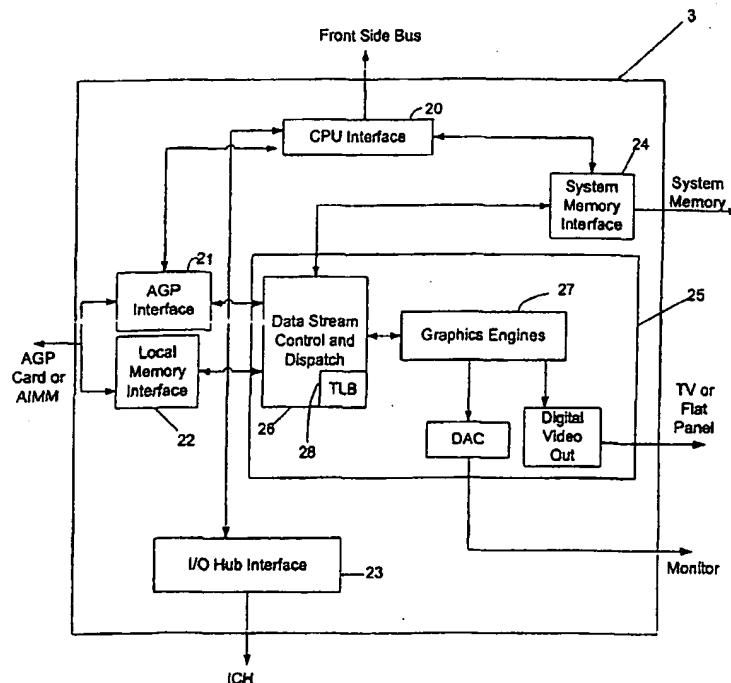 3
Front Side Bus
20
CPU Interface
24
System
Memory
Interface
System
Memory
21
AGP
Interface
Data Stream
Control and
Dispatch
27
Graphics Engines
25
AGP
Card or
AIMM
Local
Memory
Interface
22
TLB
26
28
DAC
Digital
Video
Out
TV or
Flat
Panel
I/O Hub Interface
23
Monitor
ICH